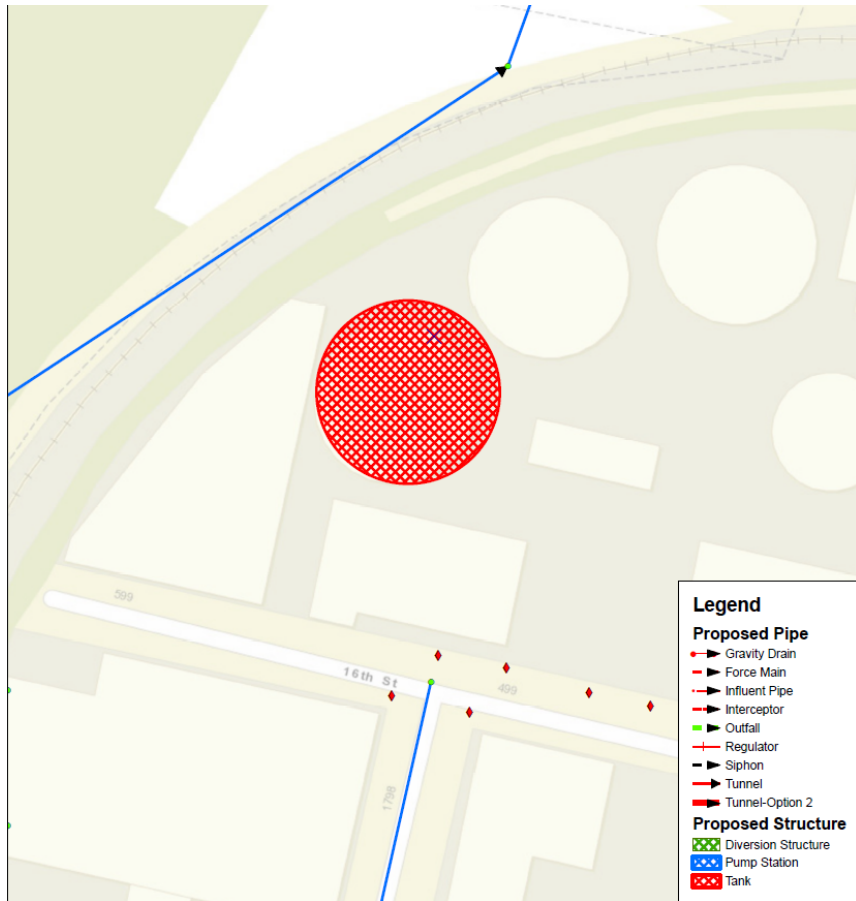 599
16th St
499
1798
Legend
Proposed Pipe
Gravity Drain
Force Main
Influent Pipe
Interceptor
Outfall
Regulator
Siphon
Tunnel
Tunnel-Option 2
Proposed Structure
Diversion Structure
Pump Station
Tank